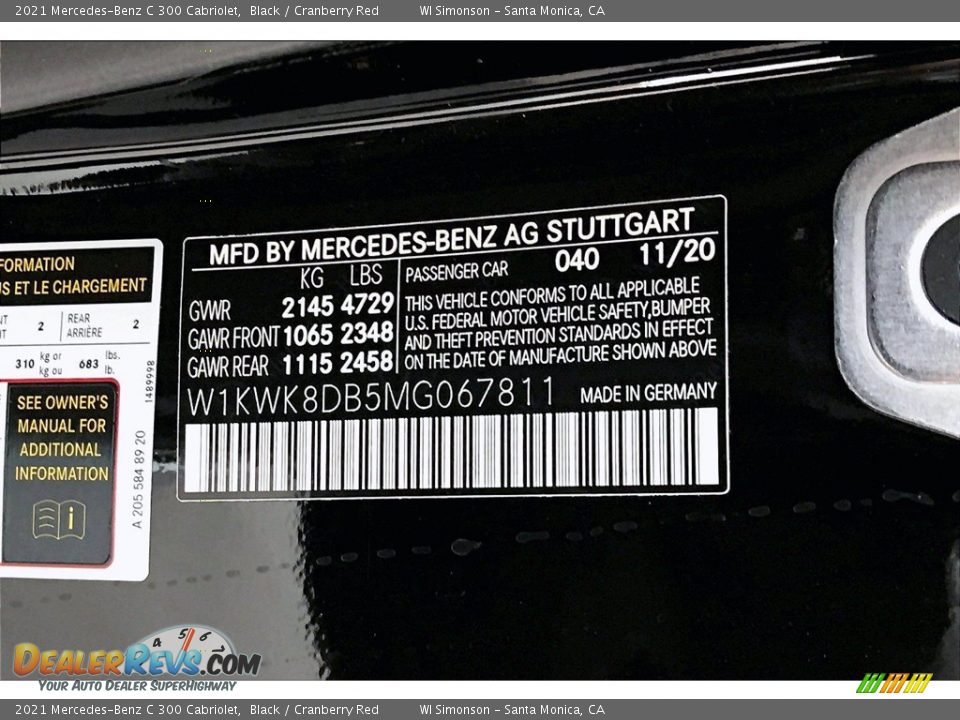 2021 Mercedes-Benz C 300 Cabriolet, Black / Cranberry Red WI Simonson - Santa Monica, CA
MFD BY MERCEDES-BENZ AG STUTTGART
KG LBS
GVWR 2145 4729
GAWR FRONT 1065 2348
GAWR REAR 1115 2458
PASSENGER CAR 040 11/20
THIS VEHICLE CONFORMS TO ALL APPLICABLE
U.S. FEDERAL MOTOR VEHICLE SAFETY,BUMPER
AND THEFT PREVENTION STANDARDS IN EFFECT
ON THE DATE OF MANUFACTURE SHOWN ABOVE
W1KWK8DB5MG067811 MADE IN GERMANY
ET LE CHARGEMENT
2 REAR
ARRIÈRE 2
310 kg or
kg ou 683 lbs.
lb.
SEE OWNER'S
MANUAL FOR
ADDITIONAL
INFORMATION
i
1489998
A 205 584 89 20
4 5 6 7
DEALERREVS.COM
YOUR AUTO DEALER SUPERHIGHWAY
2021 Mercedes-Benz C 300 Cabriolet, Black / Cranberry Red WI Simonson - Santa Monica, CA